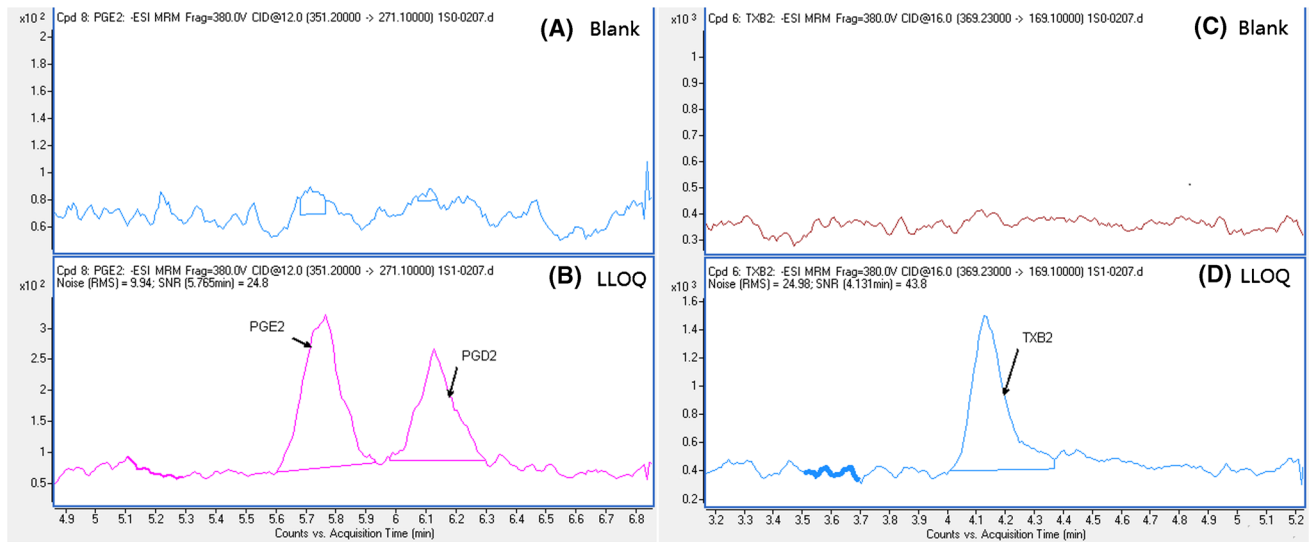 Cpd 8: PGE2: -ESI MRM Frag=380.0V CID@12.0 (351.20000 -> 271.10000) 1S0-0207.d
x10 2
(A) Blank
2
1.8
1.6
1.4
1.2
1
0.8
0.6
Cpd 8: PGE2: -ESI MRM Frag=380.0V CID@12.0 (351.20000 -> 271.10000) 1S1-0207.d
Noise (RMS) = 9.94; SNR (5.765min) = 24.8
x10 2
(B) LLOQ
PGE2
PGD2
3
2.5
2
1.5
1
0.5
4.9 5 5.1 5.2 5.3 5.4 5.5 5.6 5.7 5.8 5.9 6 6.1 6.2 6.3 6.4 6.5 6.6 6.7 6.8
Counts vs. Acquisition Time (min)
Cpd 6: TXB2: -ESI MRM Frag=380.0V CID@16.0 (369.23000 -> 169.10000) 1S0-0207.d
x10 3
(C) Blank
1
0.9
0.8
0.7
0.6
0.5
0.4
0.3
Cpd 6: TXB2: -ESI MRM Frag=380.0V CID@16.0 (369.23000 -> 169.10000) 1S1-0207.d
Noise (RMS) = 24.98; SNR (4.131min) = 43.8
x10 3
(D) LLOQ
TXB2
1.6
1.4
1.2
1
0.8
0.6
0.4
0.2
3.2 3.3 3.4 3.5 3.6 3.7 3.8 3.9 4 4.1 4.2 4.3 4.4 4.5 4.6 4.7 4.8 4.9 5 5.1 5.2
Counts vs. Acquisition Time (min)